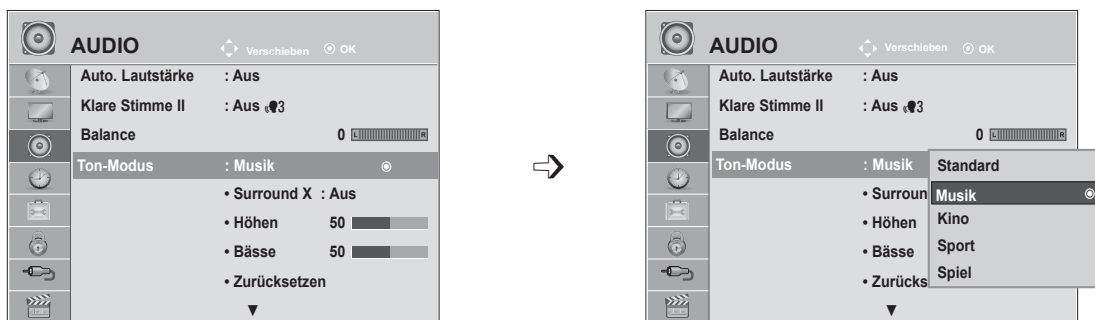 AUDIO
Verschieben OK
Auto. Lautstärke : Aus
Klare Stimme II : Aus 3
Balance 0 L R
Ton-Modus : Musik
• Surround X : Aus
• Höhen 50
• Bässe 50
• Zurücksetzen
▼
AUDIO
Verschieben OK
Auto. Lautstärke : Aus
Klare Stimme II : Aus 3
Balance 0 L R
Ton-Modus : Musik
• Surroun
• Höhen
• Bässe
• Zurücks
▼
Standard
Musik
Kino
Sport
Spiel